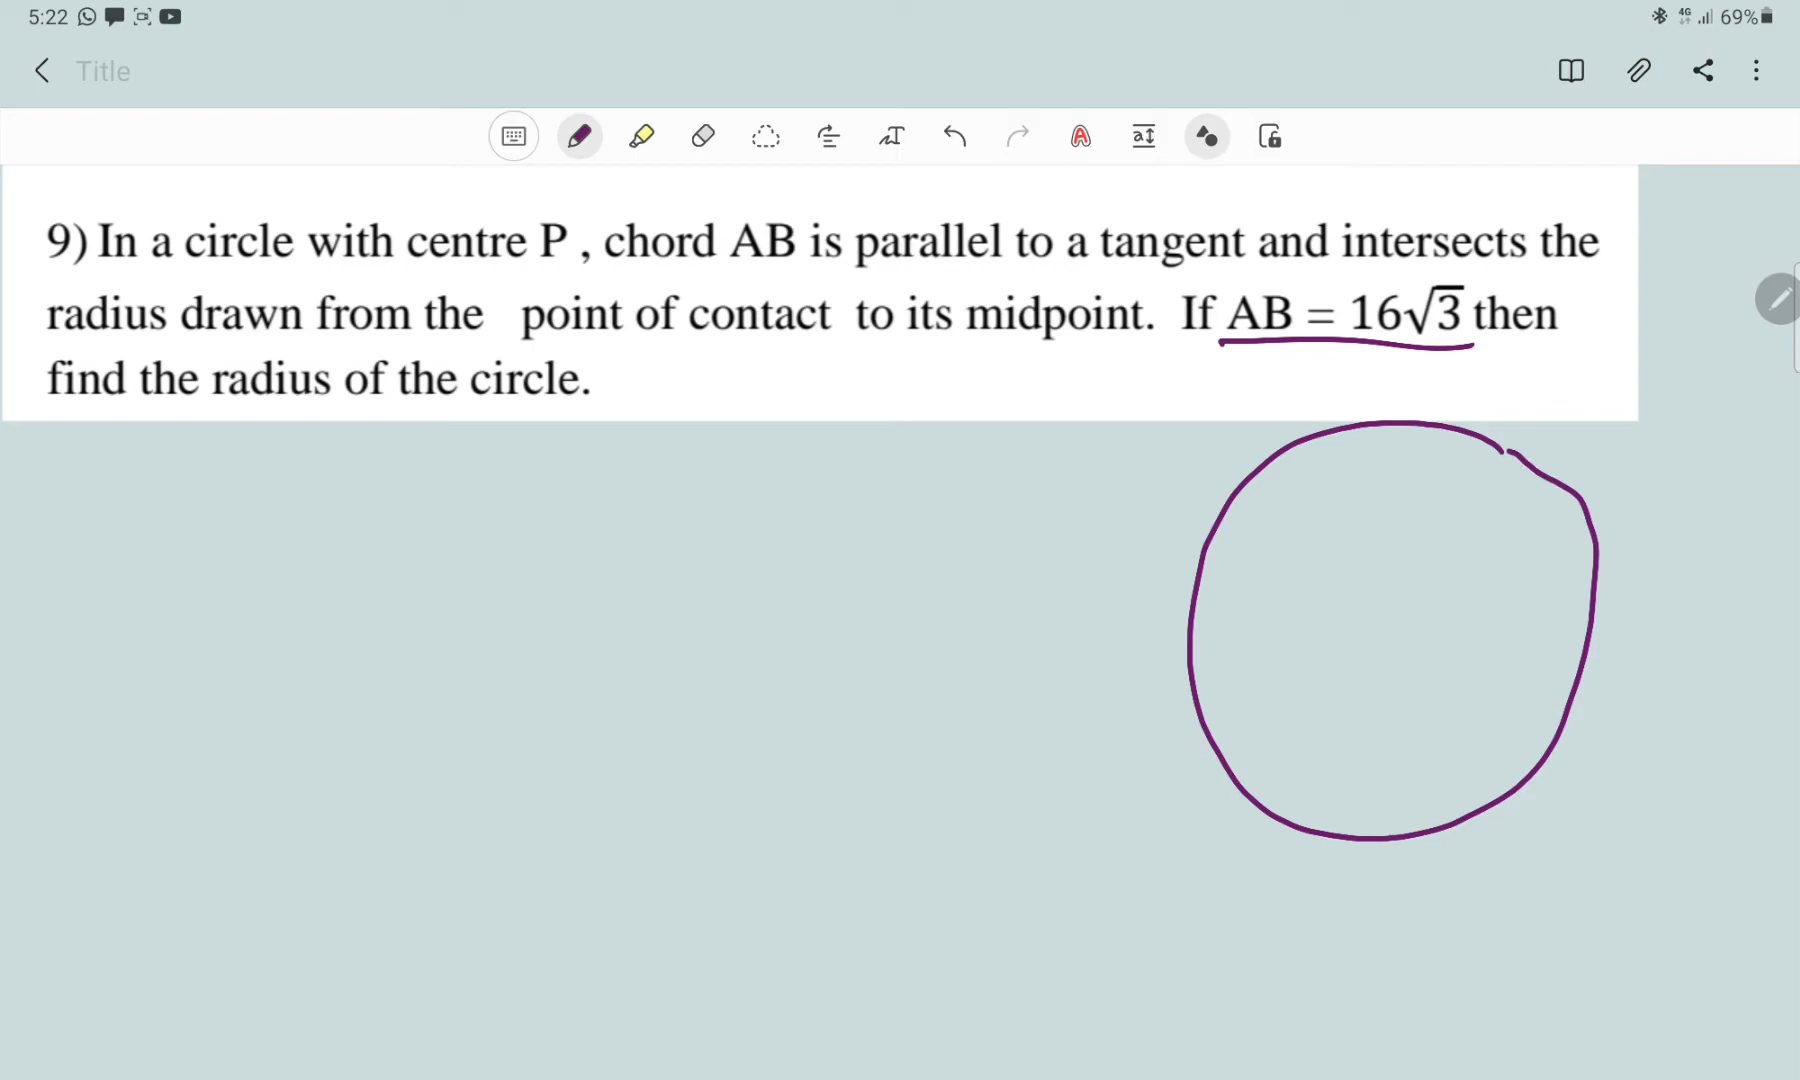 5:22 4G 69%
Title
9) In a circle with centre P , chord AB is parallel to a tangent and intersects the
radius drawn from the point of contact to its midpoint. If AB = 16√3 then
find the radius of the circle.